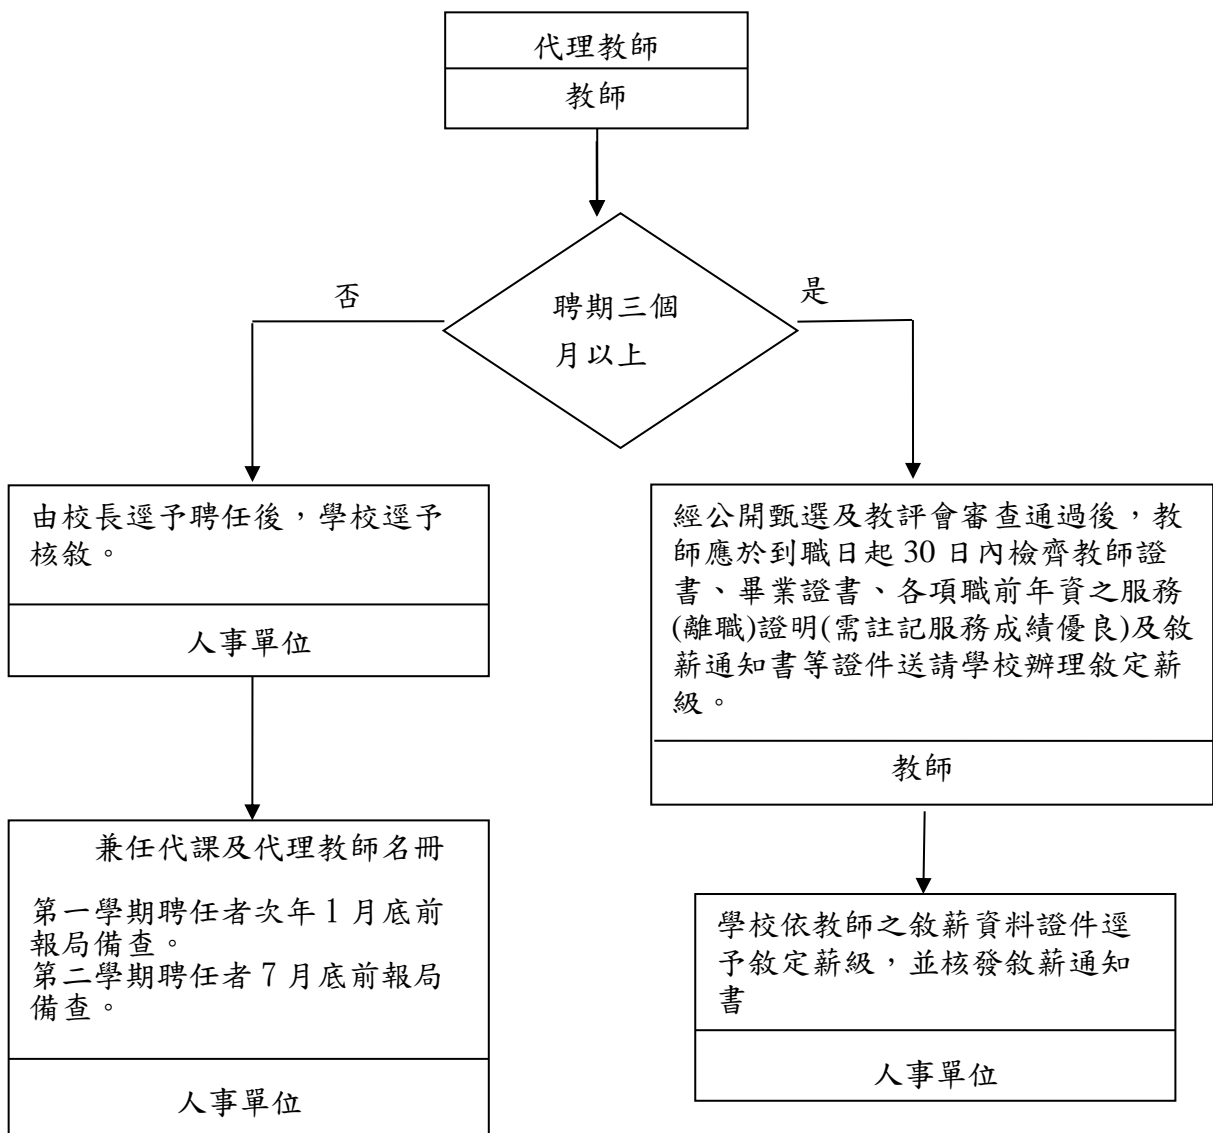 代理教師
教師
否
是
聘期三個
月以上
由校長逕予聘任後，學校逕予
核敘。
人事單位
經公開甄選及教評會審查通過後，教
師應於到職日起 30 日內檢齊教師證
書、畢業證書、各項職前年資之服務
(離職)證明(需註記服務成績優良)及敘
薪通知書等證件送請學校辦理敘定薪
級。
教師
兼任代課及代理教師名冊
第一學期聘任者次年 1 月底前
報局備查。
第二學期聘任者 7 月底前報局
備查。
人事單位
學校依教師之敘薪資料證件逕
予敘定薪級，並核發敘薪通知
書
人事單位